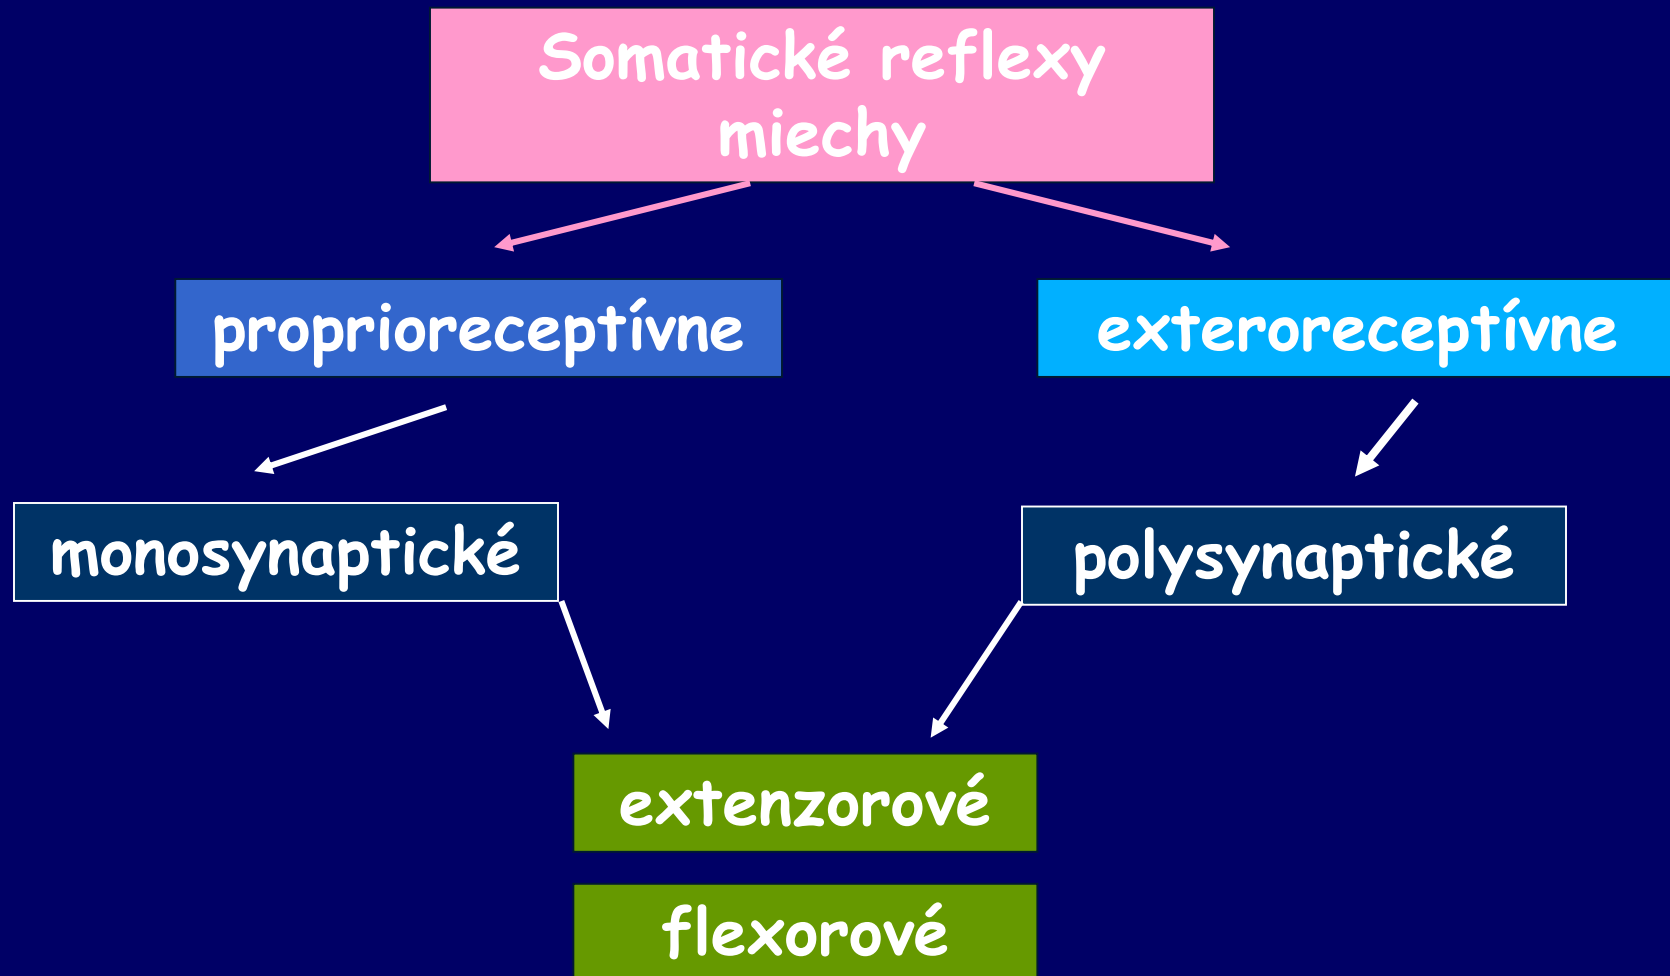 Somatické reflexy
miechy
proprioreceptívne
exteroreceptívne
monosynaptické
polysynaptické
extenzorové
flexorové